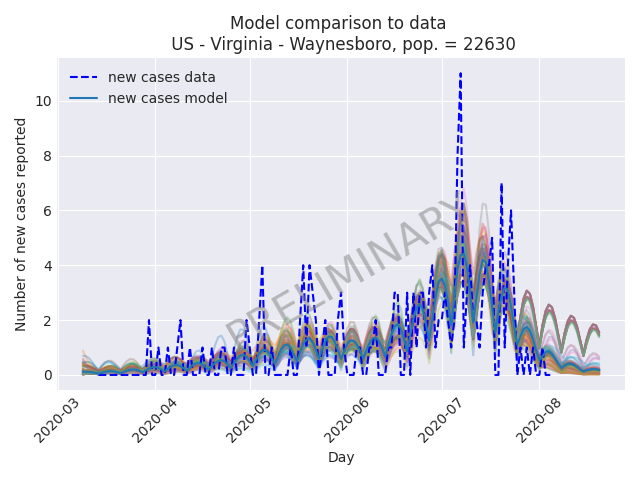 Model comparison to data
US - Virginia - Waynesboro, pop. = 22630
new cases data
new cases model
PRELIMINARY
Number of new cases reported
10
8
6
4
2
0
2020-03
2020-04
2020-05
2020-06
2020-07
2020-08
Day